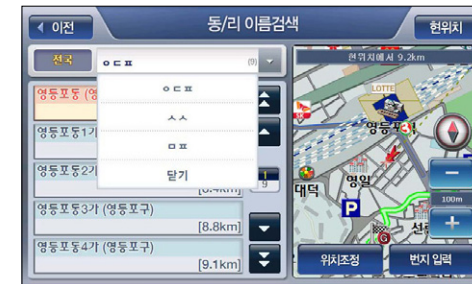 이전
동/리 이름검색
현위치
전국
ㅇㄷㅍ
(9)
현위치에서 9.2km
영등포동 (영
ㅇㄷㅍ
ㅅㅅ
ㅁㅍ
닫기
영등포동1가
영등포동2가
영등포동3가 (영등포구)
[8.8km]
영등포동4가 (영등포구)
[9.1km]
1
9
LOTTE
대덕
영일
P
G
100m
위치조정
번지 입력